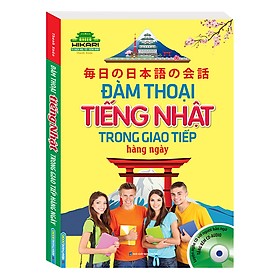 HIKARI
毎日の日本語の会話
ĐÀM THOẠI
TIẾNG NHẬT
TRONG GIAO TIẾP
hàng ngày
ĐÀM THOẠI TIẾNG NHẬT TRONG GIAO TIẾP HÀNG NGÀY